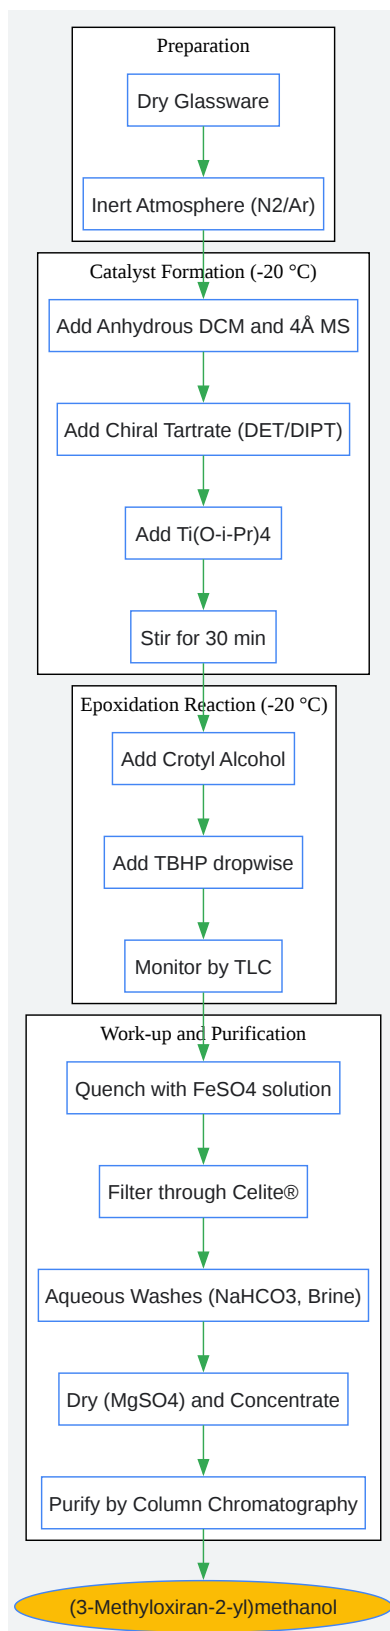 Preparation
Dry Glassware
Inert Atmosphere (N2/Ar)
Catalyst Formation (-20 °C)
Add Anhydrous DCM and 4Å MS
Add Chiral Tartrate (DET/DIPT)
Add Ti(O-i-Pr)4
Stir for 30 min
Epoxidation Reaction (-20 °C)
Add Crotyl Alcohol
Add TBHP dropwise
Monitor by TLC
Work-up and Purification
Quench with FeSO4 solution
Filter through Celite®
Aqueous Washes (NaHCO3, Brine)
Dry (MgSO4) and Concentrate
Purify by Column Chromatography
(3-Methyloxiran-2-yl)methanol